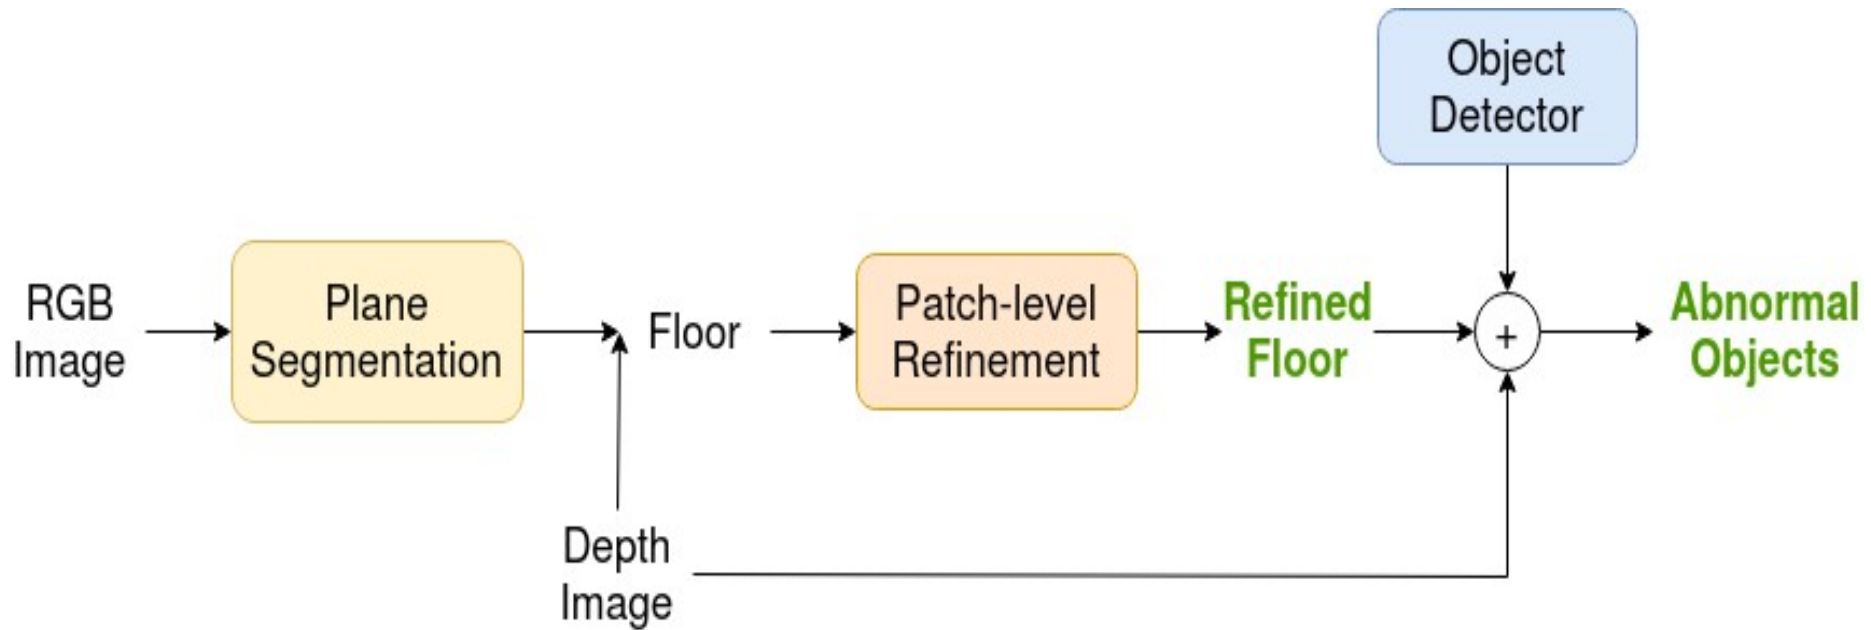 Object
Detector
RGB
Image
Plane
Segmentation
Floor
Patch-level
Refinement
Refined
Floor
+
Abnormal
Objects
Depth
Image